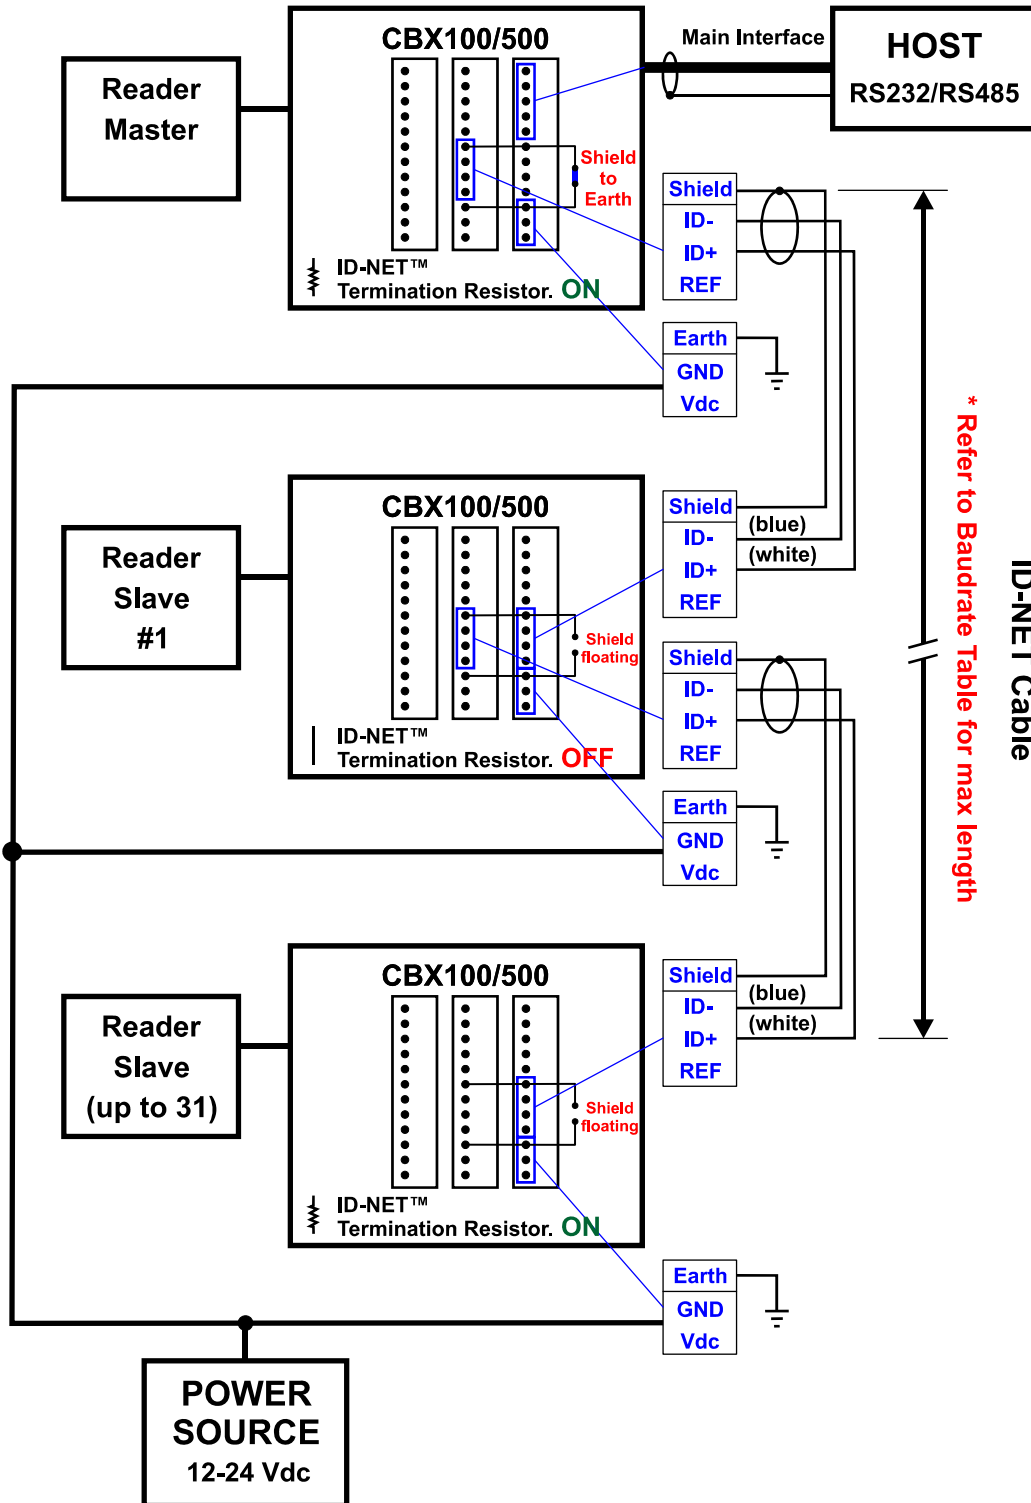 CBX100/500
Reader
Master
Main Interface
HOST
RS232/RS485
Shield
to
Earth
ID-NET™
Termination Resistor. ON
Shield
ID-
ID+
REF
Earth
GND
Vdc
CBX100/500
Reader
Slave
#1
Shield
floating
ID-NET™
Termination Resistor. OFF
Shield
ID-
(blue)
ID+
(white)
REF
Shield
ID-
ID+
REF
Earth
GND
Vdc
* Refer to Baudrate Table for max length
ID-NET Cable
CBX100/500
Reader
Slave
(up to 31)
Shield
floating
ID-NET™
Termination Resistor. ON
Shield
ID-
(blue)
ID+
(white)
REF
Earth
GND
Vdc
POWER
SOURCE
12-24 Vdc